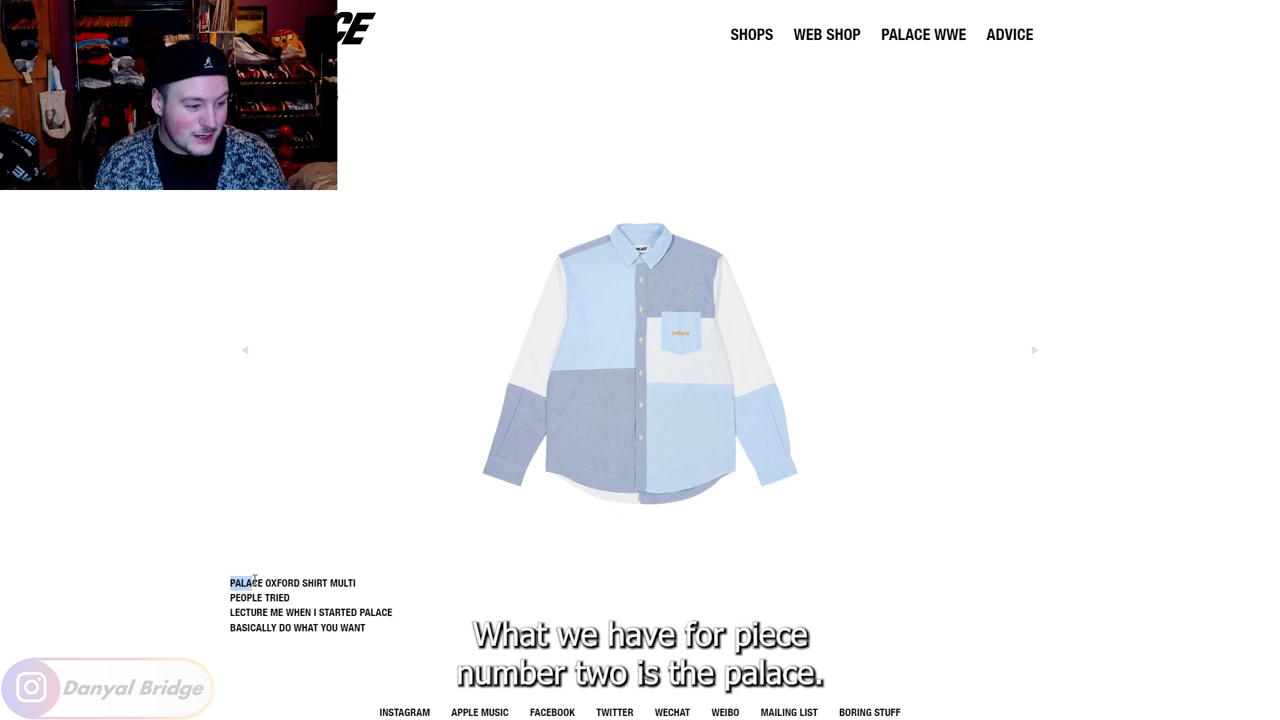 SHOPS WEB SHOP PALACE WWE ADVICE
palace
PALACE OXFORD SHIRT MULTI
PEOPLE TRIED
LECTURE ME WHEN I STARTED PALACE
BASICALLY DO WHAT YOU WANT
What we have for piece
number two is the palace.
Danyal Bridge
INSTAGRAM APPLE MUSIC FACEBOOK TWITTER WECHAT WEIBO MAILING LIST BORING STUFF